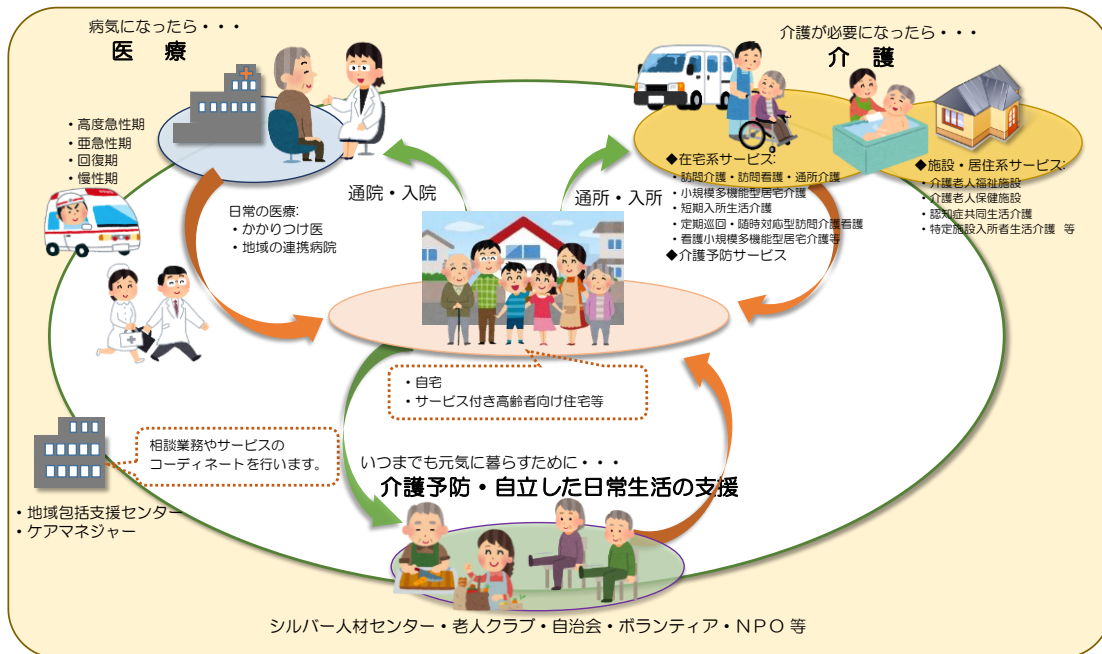 病気になったら・・・
医　療
・高度急性期
・亜急性期
・回復期
・慢性期
日常の医療:
・かかりつけ医
・地域の連携病院
通院・入院
介護が必要になったら・・・
介　護
通所・入所
◆在宅系サービス:
・訪問介護・訪問看護・通所介護
・小規模多機能型居宅介護
・短期入所生活介護
・定期巡回・随時対応型訪問介護看護
・看護小規模多機能型居宅介護等
◆介護予防サービス
◆施設・居住系サービス:
・介護老人福祉施設
・介護老人保健施設
・認知症共同生活介護
・特定施設入所者生活介護 等
・自宅
・サービス付き高齢者向け住宅等
相談業務やサービスの
コーディネートを行います。
・地域包括支援センター
・ケアマネジャー
いつまでも元気に暮らすために・・・
介護予防・自立した日常生活の支援
シルバー人材センター・老人クラブ・自治会・ボランティア・NPO 等